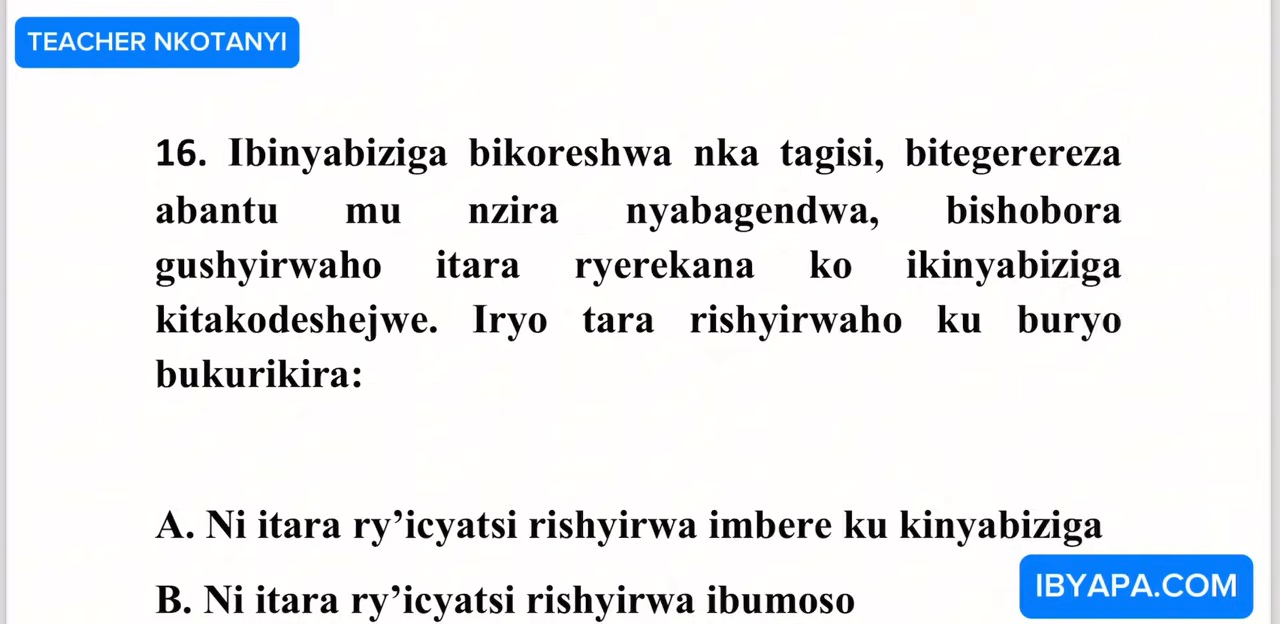 TEACHER NKOTANYI
16. Ibinyabiziga bikoreshwa nka tagisi, bitegerereza
abantu mu nzira nyabagendwa, bishobora
gushyirwaho itara ryerekana ko ikinyabiziga
kitakodeshejwe. Iryo tara rishyirwaho ku buryo
bukurikira:
A. Ni itara ry’icyatsi rishyirwa imbere ku kinyabiziga
B. Ni itara ry’icyatsi rishyirwa ibumoso
IBYAPA.COM